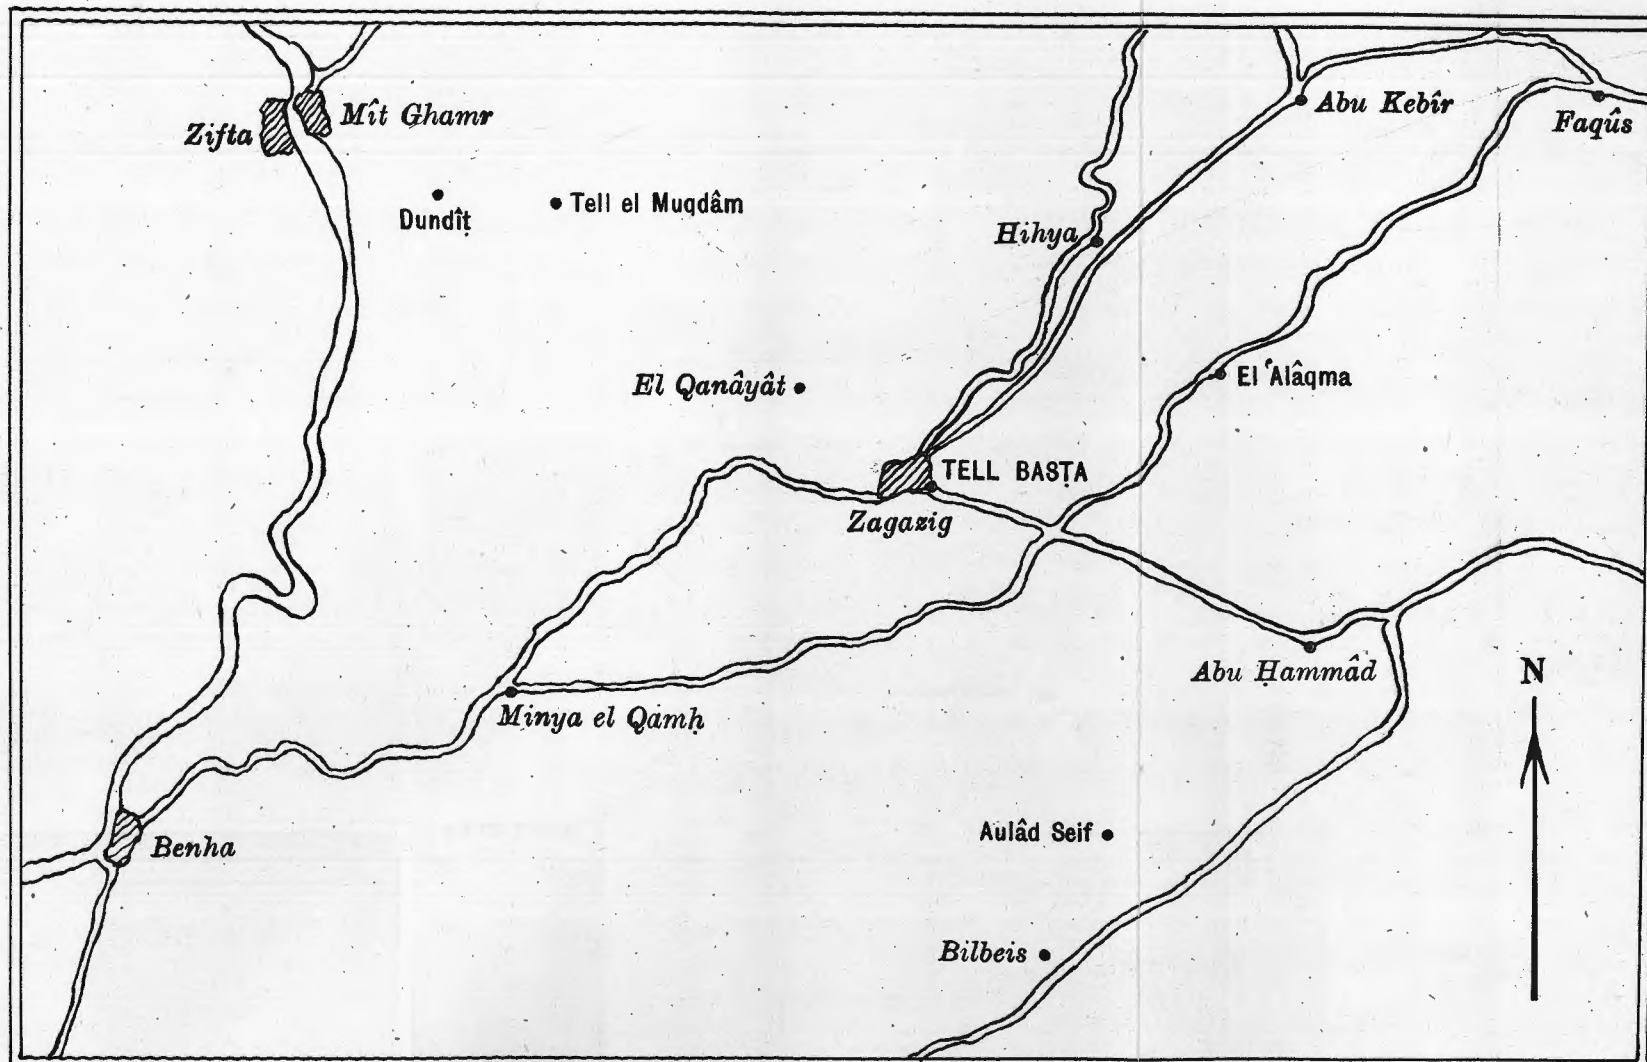 Mît Ghamr
Zifta
Abu Kebîr
Faqûs
Dundîṭ
Tell el Muqdâm
Hihya
El Qanâyât
El ʿAlâqma
TELL BASṬA
Zagazig
Abu Ḥammâd
N
Minya el Qamḥ
Aulâd Seif
Benha
Bilbeis